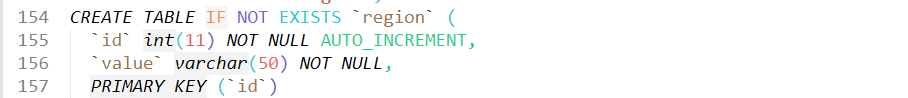 154 CREATE TABLE IF NOT EXISTS `region` (
155 `id` int(11) NOT NULL AUTO_INCREMENT,
156 `value` varchar(50) NOT NULL,
157 PRIMARY KEY (`id`)